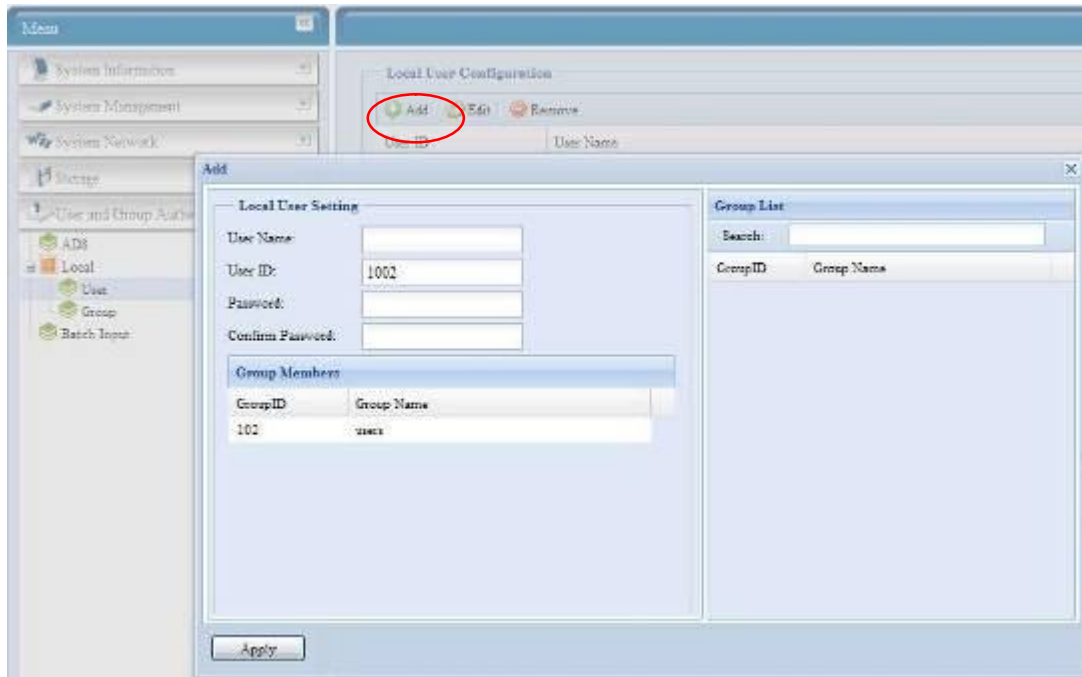 Menu
System Information
Local User Configuration
System Management
Add Edit Remove
System Network
User ID User Name
Storage
Add
User and Group
Local User Setting
Group List
User Name:
Search:
ADS
User ID: 1002
GroupID Group Name
Local
User
Password:
Group
Batch Input
Confirm Password:
Group Members
GroupID Group Name
102 users
Apply